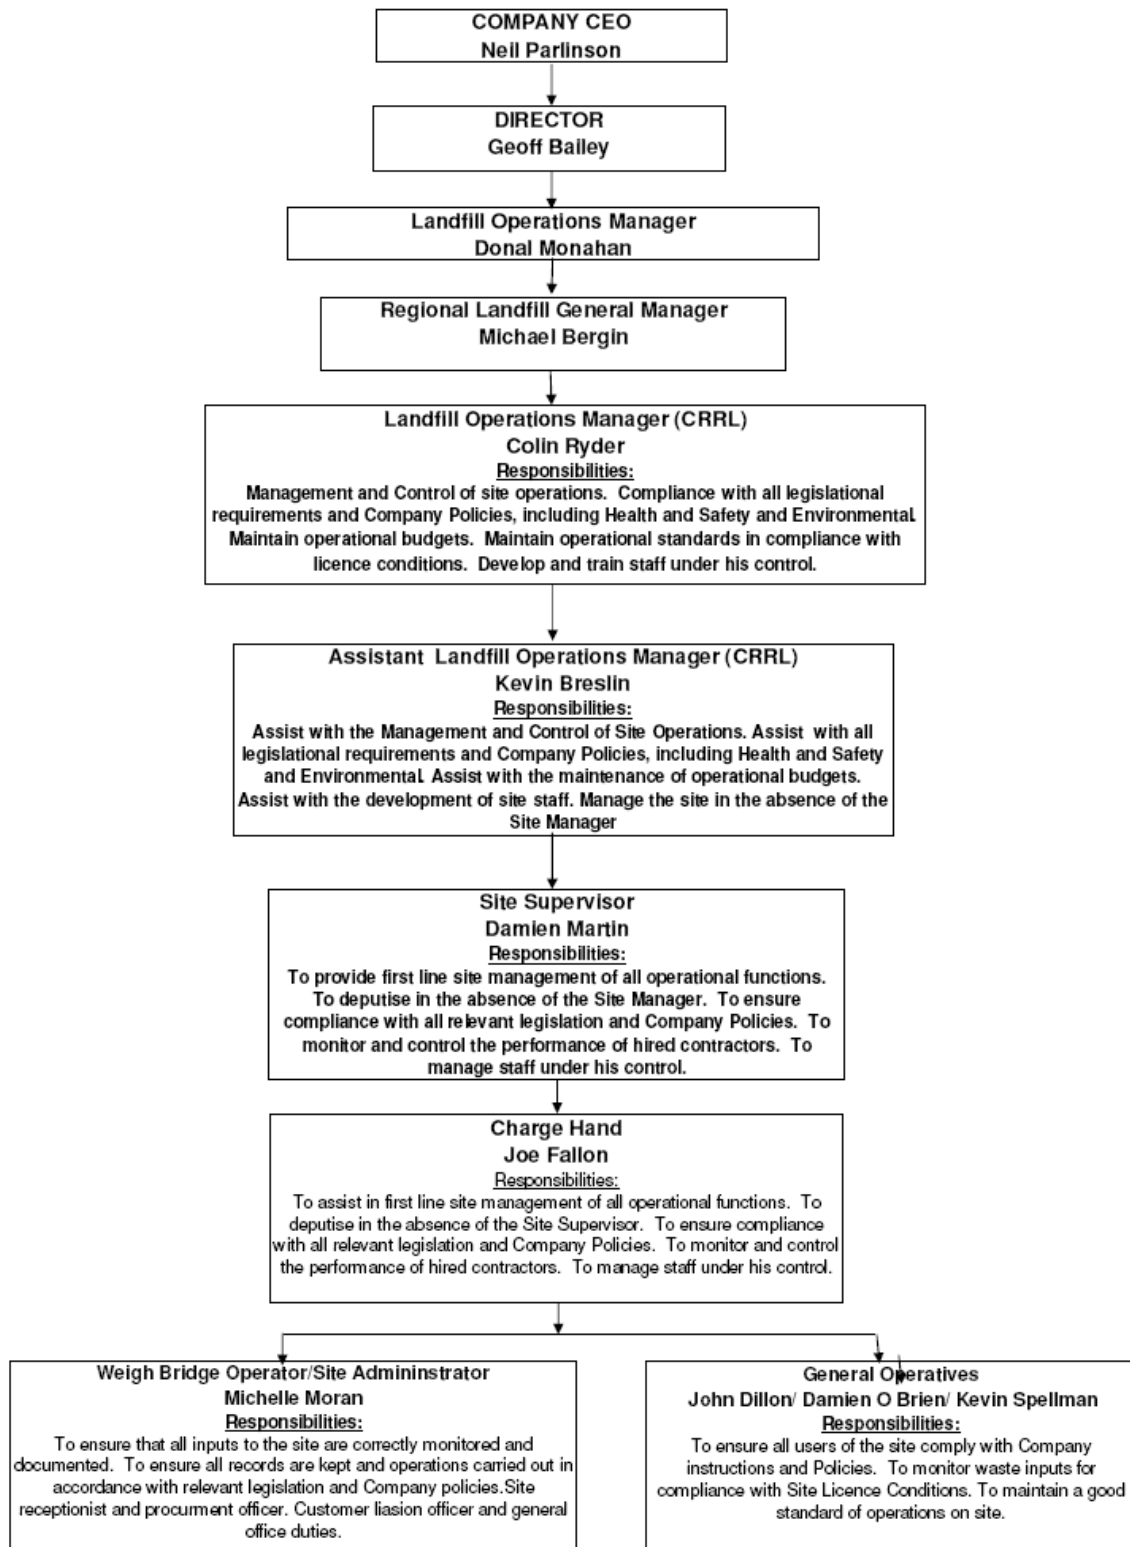 COMPANY CEO
Neil Parlinson
DIRECTOR
Geoff Bailey
Landfill Operations Manager
Donal Monahan
Regional Landfill General Manager
Michael Bergin
Landfill Operations Manager (CRRL)
Colin Ryder
Responsibilities:
Management and Control of site operations. Compliance with all legislational
requirements and Company Policies, including Health and Safety and Environmental.
Maintain operational budgets. Maintain operational standards in compliance with
licence conditions. Develop and train staff under his control.
Assistant Landfill Operations Manager (CRRL)
Kevin Breslin
Responsibilities:
Assist with the Management and Control of Site Operations. Assist with all
legislational requirements and Company Policies, including Health and Safety
and Environmental. Assist with the maintenance of operational budgets.
Assist with the development of site staff. Manage the site in the absence of the
Site Manager
Site Supervisor
Damien Martin
Responsibilities:
To provide first line site management of all operational functions.
To deputise in the absence of the Site Manager. To ensure
compliance with all relevant legislation and Company Policies. To
monitor and control the performance of hired contractors. To
manage staff under his control.
Charge Hand
Joe Fallon
Responsibilities:
To assist in first line site management of all operational functions. To
deputise in the absence of the Site Supervisor. To ensure compliance
with all relevant legislation and Company Policies. To monitor and control
the performance of hired contractors. To manage staff under his control.
Weigh Bridge Operator/Site Admininstrator
Michelle Moran
Responsibilities:
To ensure that all inputs to the site are correctly monitored and
documented. To ensure all records are kept and operations carried out in
accordance with relevant legislation and Company policies.Site
receptionist and procurment officer. Customer liasion officer and general
office duties.
General Operatives
John Dillon/ Damien O Brien/ Kevin Spellman
Responsibilities:
To ensure all users of the site comply with Company
instructions and Policies. To monitor waste inputs for
compliance with Site Licence Conditions. To maintain a good
standard of operations on site.